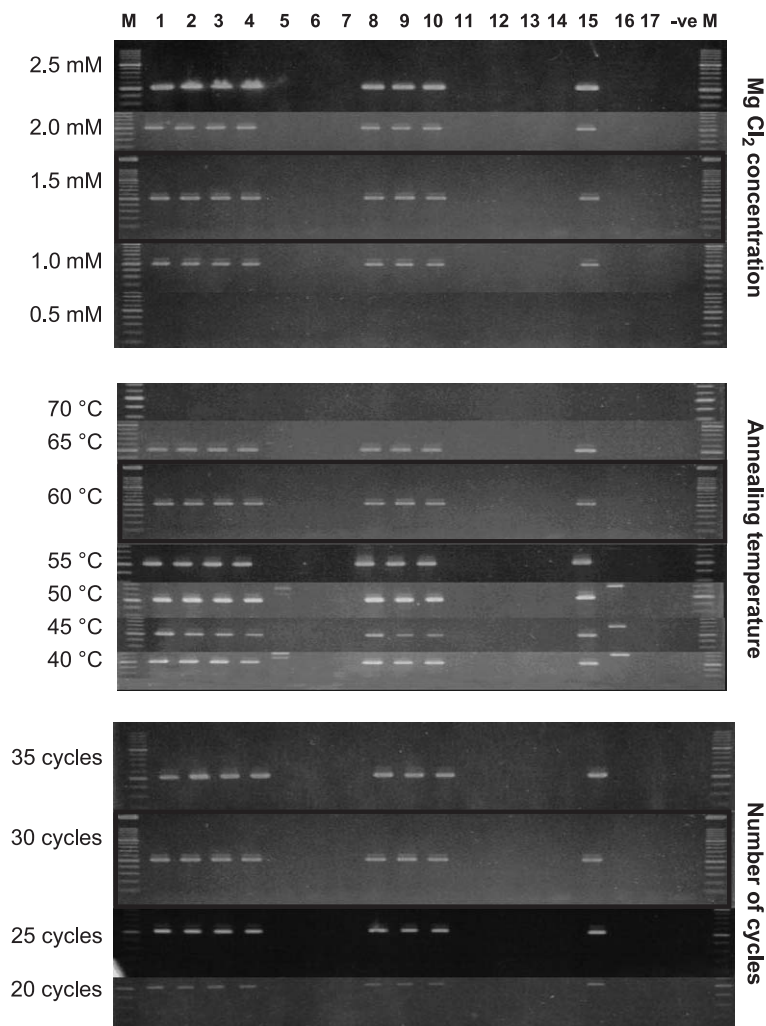 M 1 2 3 4 5 6 7 8 9 10 11 12 13 14 15 16 17 -ve M
2.5 mM
2.0 mM
1.5 mM
1.0 mM
0.5 mM
Mg Cl₂ concentration
70 °C
65 °C
60 °C
55 °C
50 °C
45 °C
40 °C
Annealing temperature
35 cycles
30 cycles
25 cycles
20 cycles
Number of cycles